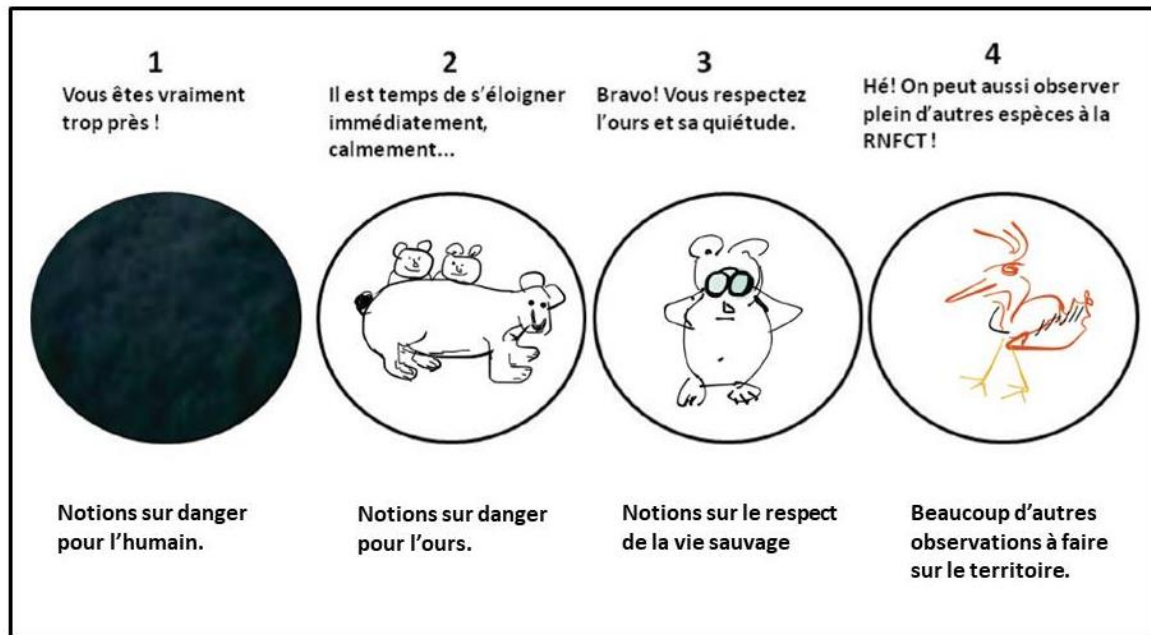 1
Vous êtes vraiment
trop près !
2
Il est temps de s'éloigner
immédiatement,
calmement...
3
Bravo! Vous respectez
l'ours et sa quiétude.
4
Hé! On peut aussi observer
plein d'autres espèces à la
RNFCT !
Notions sur danger
pour l'humain.
Notions sur danger
pour l'ours.
Notions sur le respect
de la vie sauvage
Beaucoup d'autres
observations à faire
sur le territoire.